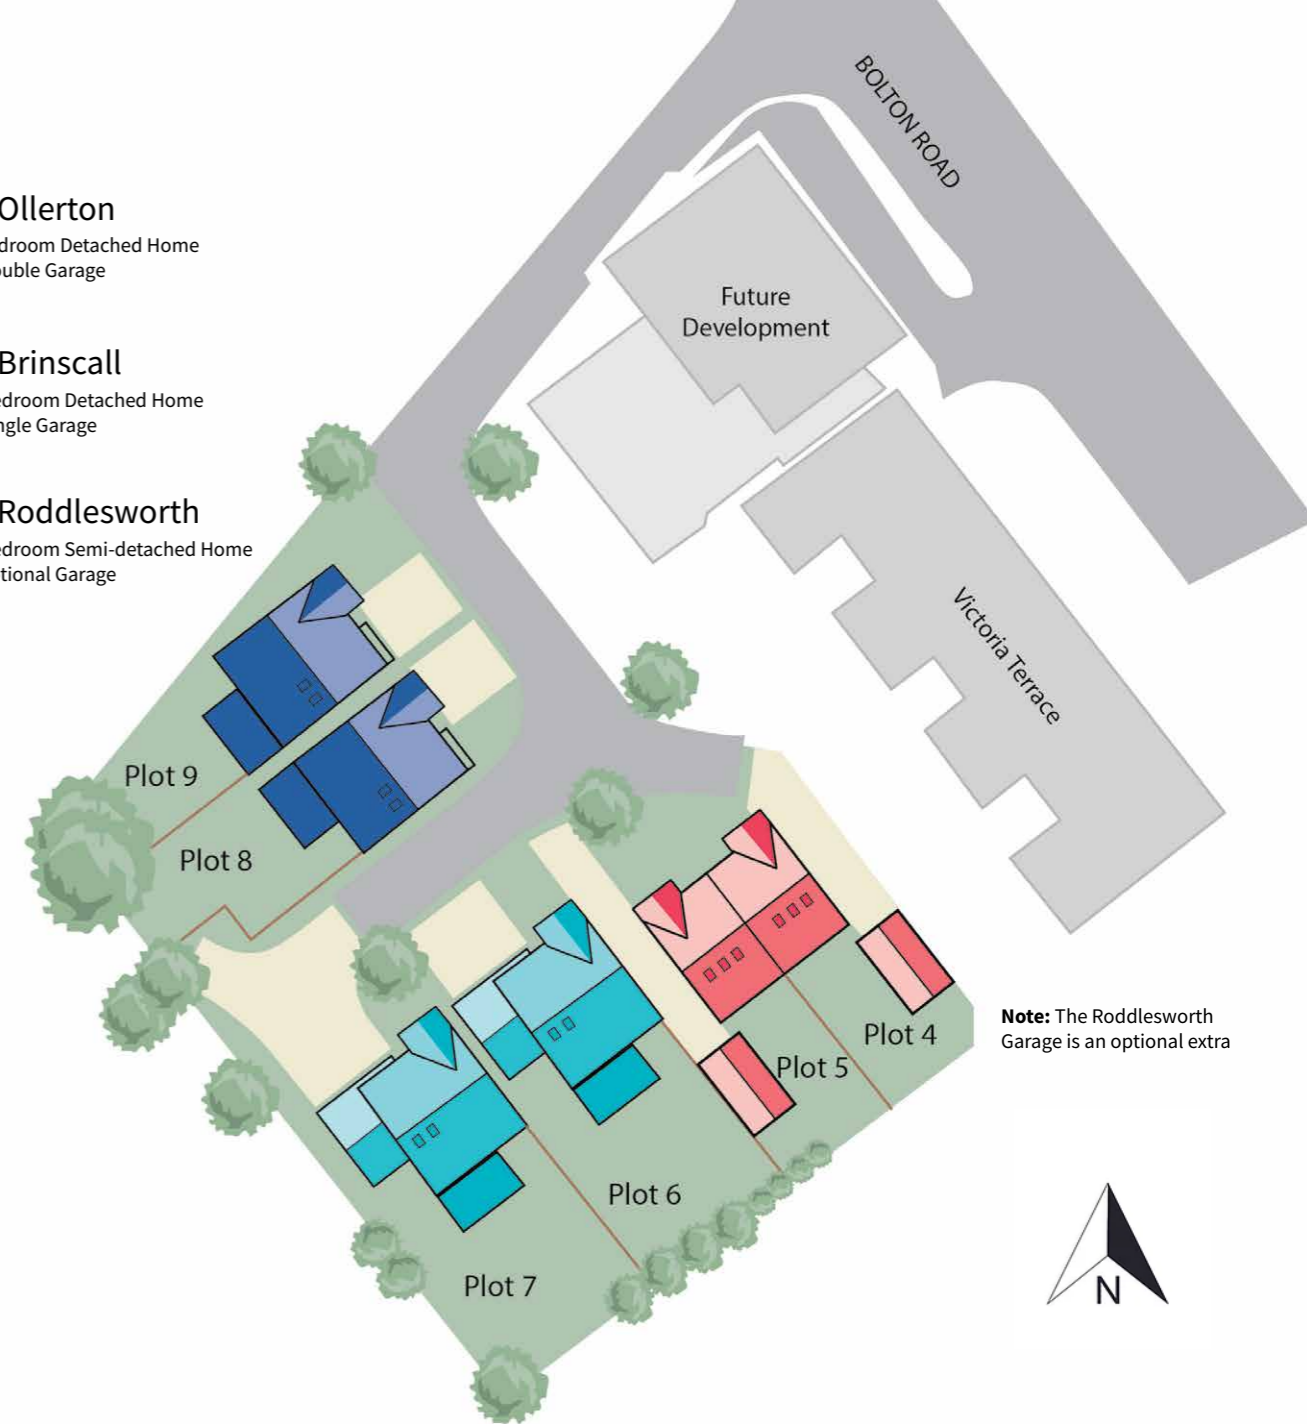 BOLTON ROAD
Ollerton
droom Detached Home
uble Garage
Future
Development
Brinscall
edroom Detached Home
ngle Garage
Roddlesworth
edroom Semi-detached Home
tional Garage
Victoria Terrace
Plot 9
Plot 8
Note: The Roddlesworth
Garage is an optional extra
Plot 4
Plot 5
Plot 6
Plot 7
N